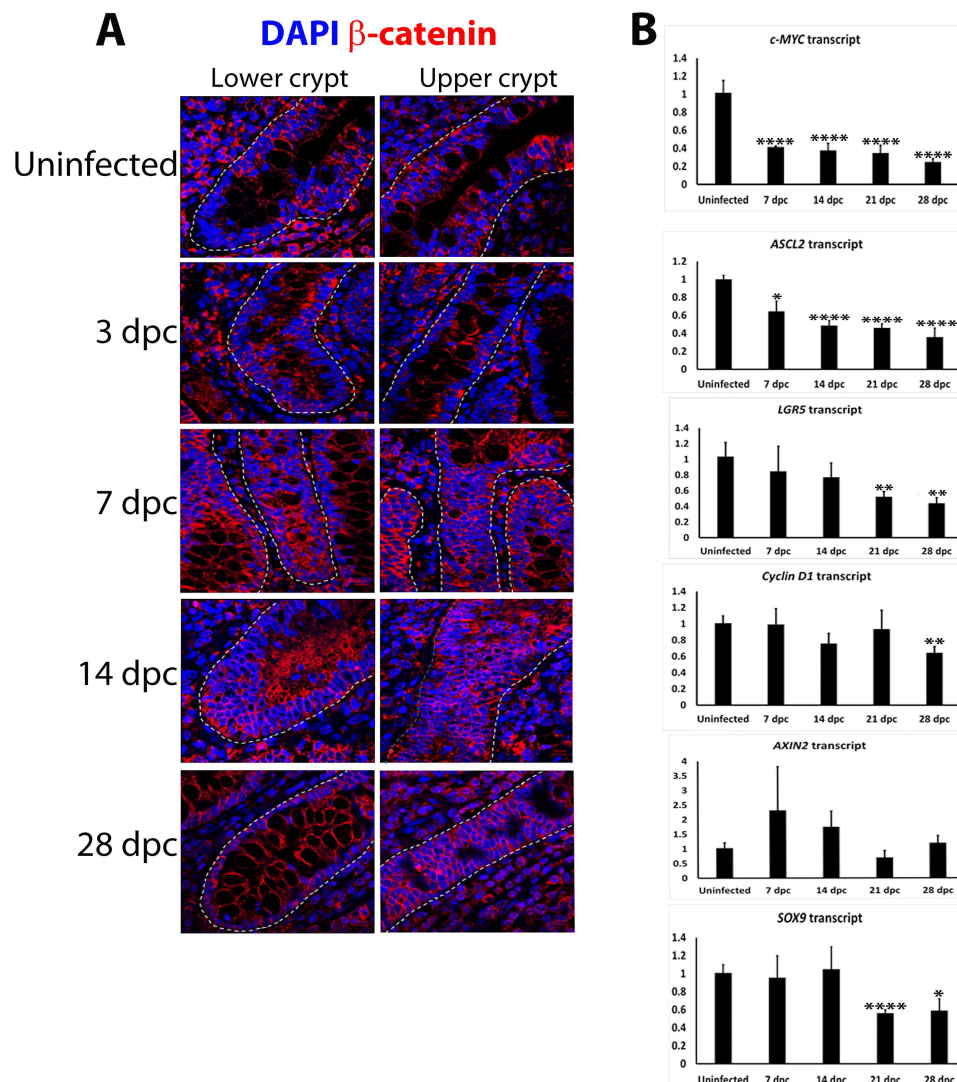 A
DAPI β-catenin
Lower crypt Upper crypt
Uninfected
3 dpc
7 dpc
14 dpc
28 dpc
B
c-MYC transcript
1.4
1.2
1
0.8
0.6
0.4
0.2
0
****
****
****
****
Uninfected 7 dpc 14 dpc 21 dpc 28 dpc
ASCL2 transcript
1.2
1
0.8
0.6
0.4
0.2
0
*
****
****
****
Uninfected 7 dpc 14 dpc 21 dpc 28 dpc
LGR5 transcript
1.4
1.2
1
0.8
0.6
0.4
0.2
0
**
**
Uninfected 7 dpc 14 dpc 21 dpc 28 dpc
Cyclin D1 transcript
1.4
1.2
1
0.8
0.6
0.4
0.2
0
**
Uninfected 7 dpc 14 dpc 21 dpc 28 dpc
AXIN2 transcript
4
3.5
3
2.5
2
1.5
1
0.5
0
Uninfected 7 dpc 14 dpc 21 dpc 28 dpc
SOX9 transcript
1.4
1.2
1
0.8
0.6
0.4
0.2
0
****
*
Uninfected 7 dpc 14 dpc 21 dpc 28 dpc